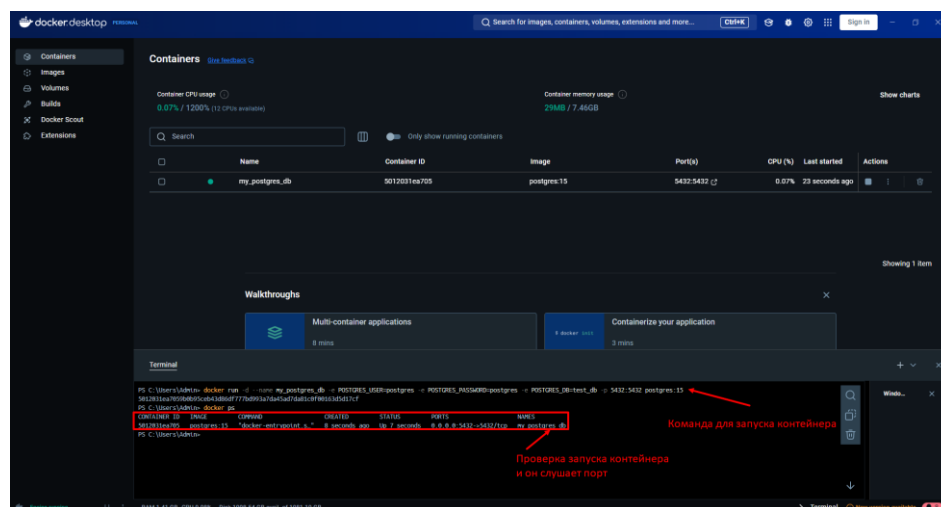 docker desktop PERSONAL
Search for images, containers, volumes, extensions and more... Ctrl+K
Sign in
Containers
Images
Volumes
Builds
Docker Scout
Extensions
Containers Give feedback
Container CPU usage
0.07% / 1200% (12 CPUs available)
Container memory usage
29MB / 7.46GB
Show charts
Search
Only show running containers
Name Container ID Image Port(s) CPU (%) Last started Actions
my_postgres_db 5012031ea705 postgres:15 5432:5432 0.07% 23 seconds ago
Showing 1 item
Walkthroughs
Multi-container applications
8 mins
$ docker init
Containerize your application
3 mins
Terminal
PS C:\Users\Admin> docker run -d --name my_postgres_db -e POSTGRES_USER=postgres -e POSTGRES_PASSWORD=postgres -e POSTGRES_DB=test_db -p 5432:5432 postgres:15
PS C:\Users\Admin> docker ps
CONTAINER ID IMAGE COMMAND CREATED STATUS PORTS NAMES
5012031ea705 postgres:15 "docker-entrypoint.s…" 8 seconds ago Up 7 seconds 0.0.0.0:5432->5432/tcp my_postgres_db
PS C:\Users\Admin>
Windo...
Команда для запуска контейнера
Проверка запуска контейнера
и он слушает порт
Terminal